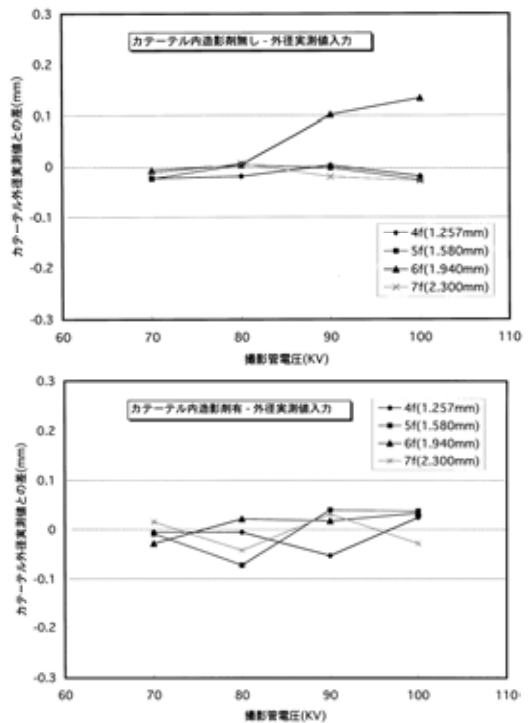 カテーテル内造影剤無し - 外径実測値入力
カテーテル外径実測値との差(mm)
0.3
0.2
0.1
0
-0.1
-0.2
-0.3
4f(1.257mm)
5f(1.580mm)
6f(1.940mm)
7f(2.300mm)
60 70 80 90 100 110
撮影管電圧(KV)
カテーテル内造影剤有 - 外径実測値入力
カテーテル外径実測値との差(mm)
0.3
0.2
0.1
0
-0.1
-0.2
-0.3
4f(1.257mm)
5f(1.580mm)
6f(1.940mm)
7f(2.300mm)
60 70 80 90 100 110
撮影管電圧(KV)